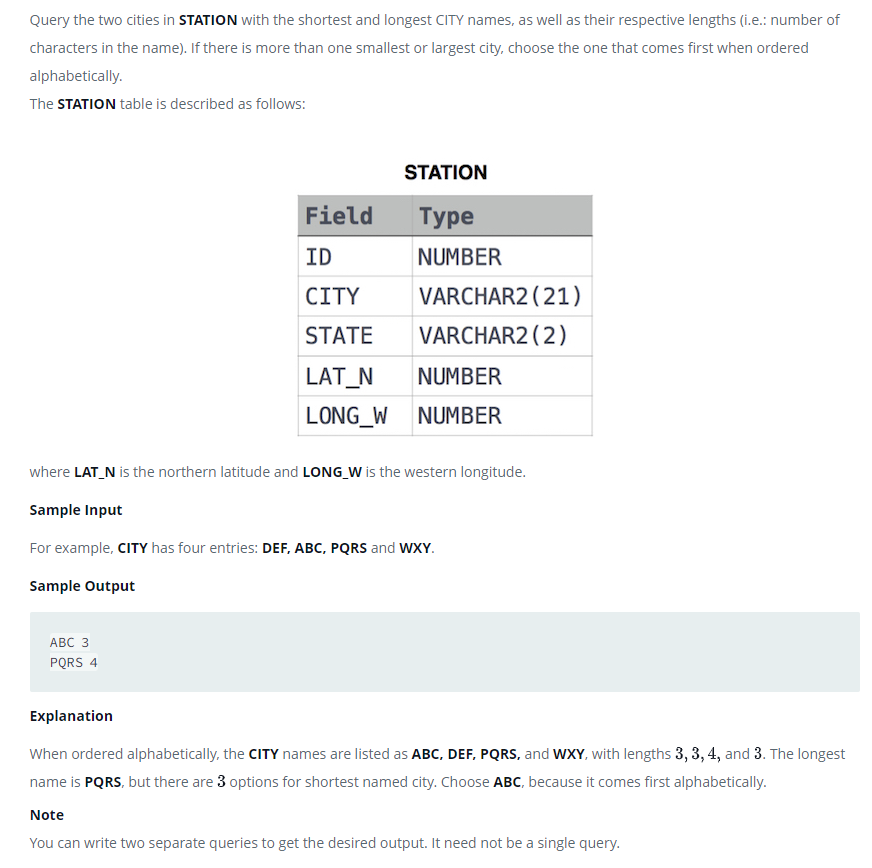 Query the two cities in STATION with the shortest and longest CITY names, as well as their respective lengths (i.e.: number of
characters in the name). If there is more than one smallest or largest city, choose the one that comes first when ordered
alphabetically.
The STATION table is described as follows:
STATION
Field Type
ID NUMBER
CITY VARCHAR2(21)
STATE VARCHAR2(2)
LAT_N NUMBER
LONG_W NUMBER
where LAT_N is the northern latitude and LONG_W is the western longitude.
Sample Input
For example, CITY has four entries: DEF, ABC, PQRS and WXY.
Sample Output
ABC 3
PQRS 4
Explanation
When ordered alphabetically, the CITY names are listed as ABC, DEF, PQRS, and WXY, with lengths 3, 3, 4, and 3. The longest
name is PQRS, but there are 3 options for shortest named city. Choose ABC, because it comes first alphabetically.
Note
You can write two separate queries to get the desired output. It need not be a single query.